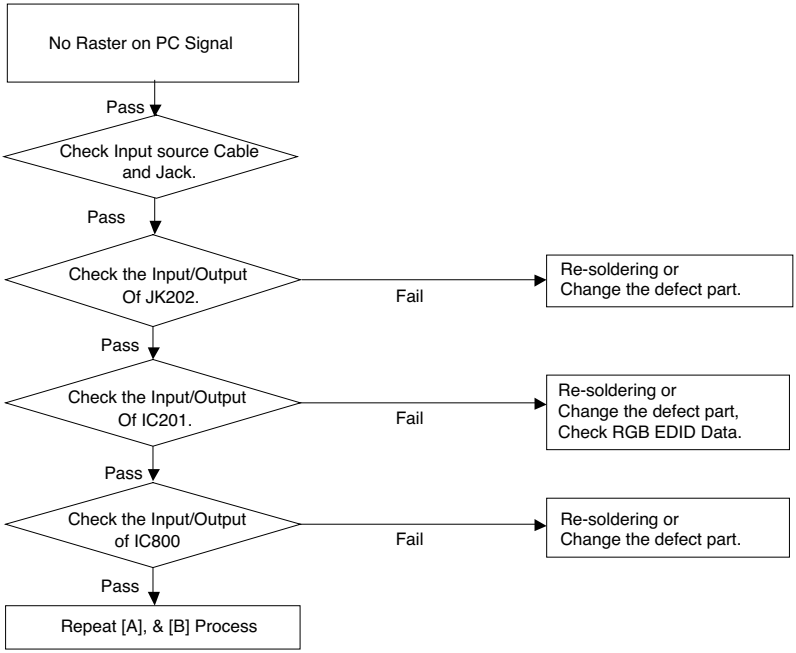 No Raster on PC Signal
Pass
Check Input source Cable
and Jack.
Pass
Check the Input/Output
Of JK202.
Fail
Re-soldering or
Change the defect part.
Pass
Check the Input/Output
Of IC201.
Fail
Re-soldering or
Change the defect part,
Check RGB EDID Data.
Pass
Check the Input/Output
of IC800
Fail
Re-soldering or
Change the defect part.
Pass
Repeat [A], & [B] Process